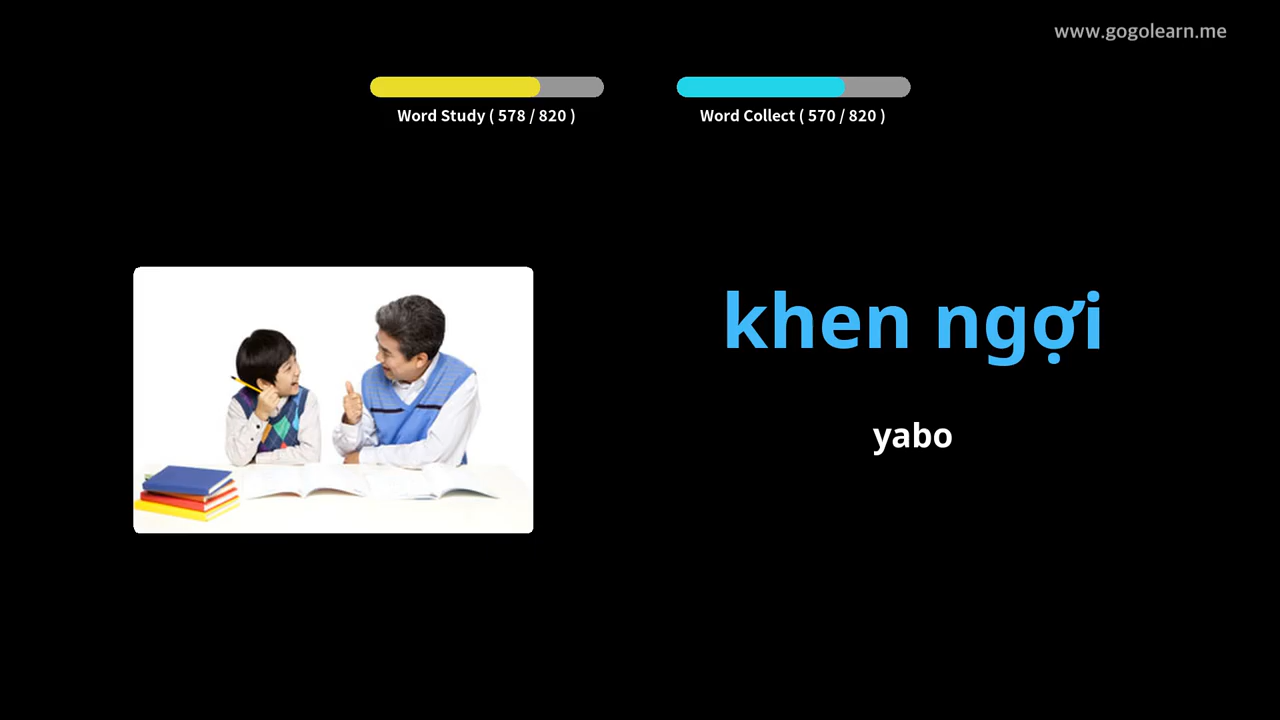 www.gogolearn.me
Word Study ( 578 / 820 )
Word Collect ( 570 / 820 )
khen ngợi
yabo